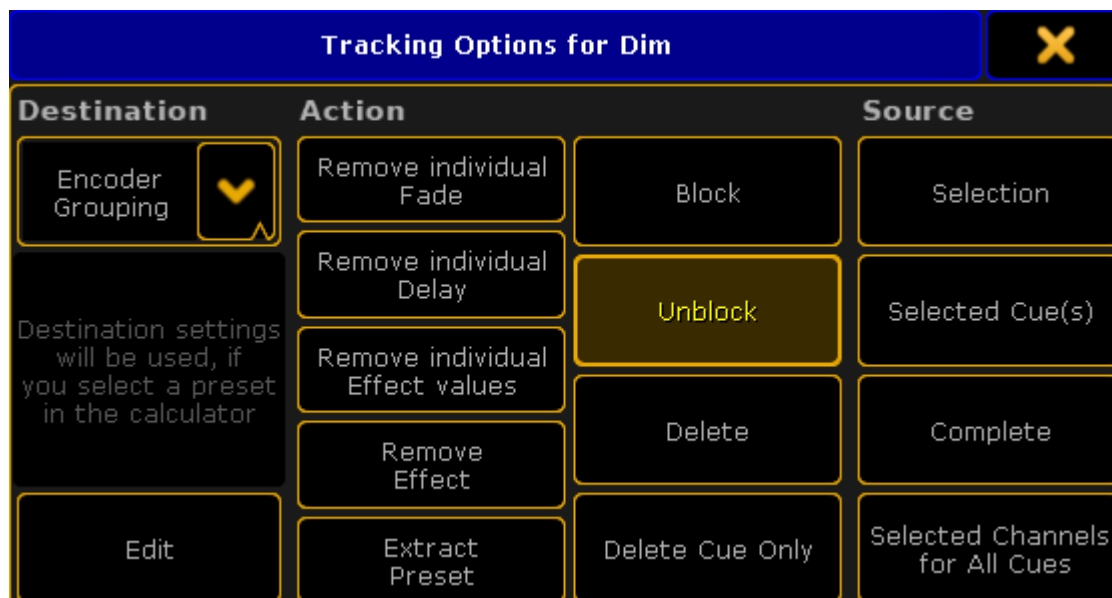 Tracking Options for Dim
Destination
Action
Source
Encoder
Grouping
Destination settings
will be used, if
you select a preset
in the calculator
Edit
Remove individual
Fade
Remove individual
Delay
Remove individual
Effect values
Remove
Effect
Extract
Preset
Block
Unblock
Delete
Delete Cue Only
Selection
Selected Cue(s)
Complete
Selected Channels
for All Cues